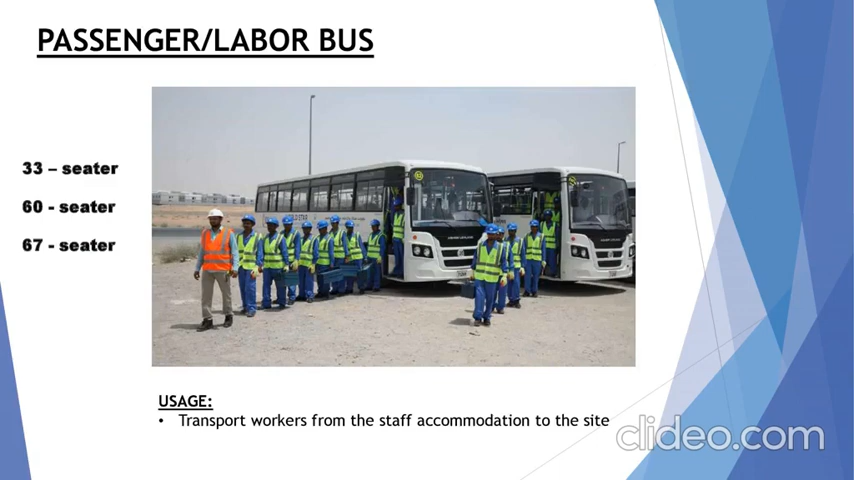 PASSENGER/LABOR BUS
33 – seater
60 - seater
67 - seater
USAGE:
• Transport workers from the staff accommodation to the site
clideo.com